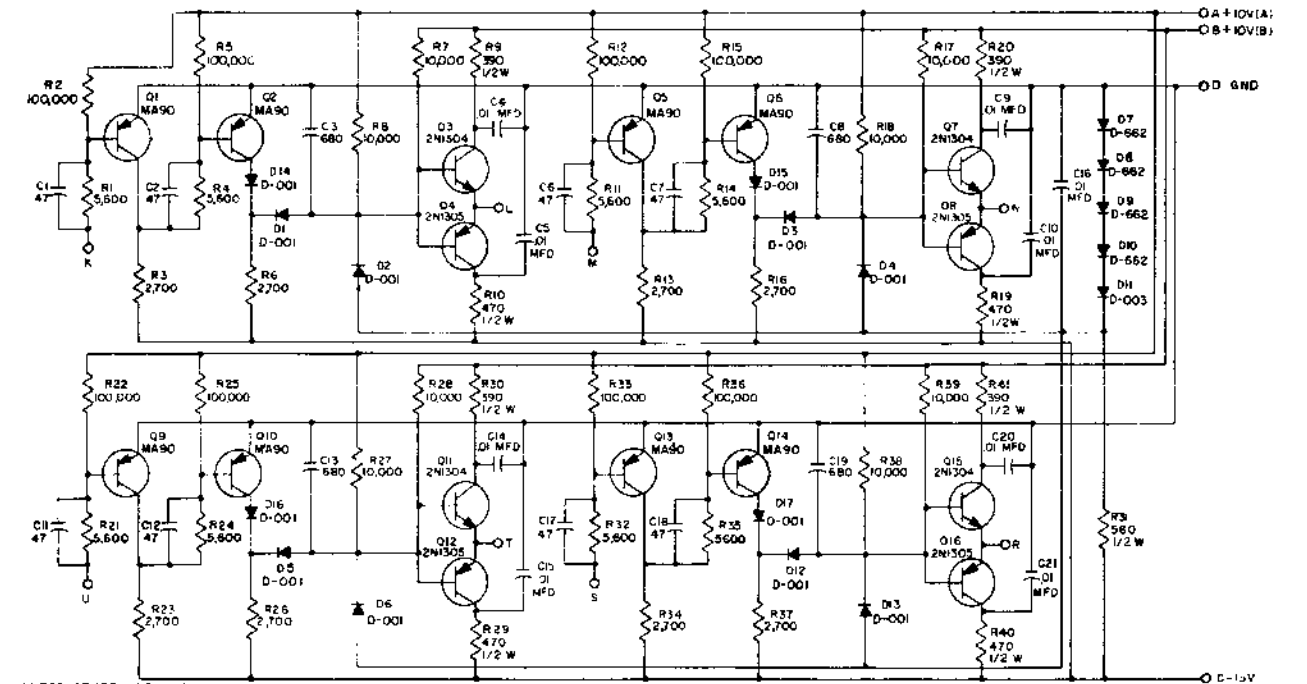 A+10V(A)
B+10V(B)
D GND
R2
100,000
R5
100,000
R7
10,000
R9
390
1/2W
R12
100,000
R15
100,000
R17
10,000
R20
390
1/2W
Q1
MA90
Q2
MA90
C3
680
R8
10,000
Q3
2N1304
C4
.01 MFD
Q5
MA90
Q6
MA90
C8
680
R18
10,000
Q7
2N1304
C9
.01 MFD
D7
D-662
D8
D-662
D9
D-662
D10
D-662
D11
D-003
C1
47
R1
5,600
C2
47
R4
5,600
D14
D-001
D1
D-001
Q4
2N1305
L
C5
.01
MFD
C6
47
R11
5,600
C7
47
R14
5,600
D15
D-001
D3
D-001
Q8
2N1305
N
C10
.01
MFD
C16
.01
MFD
K
R3
2,700
R6
2,700
D2
D-001
R10
470
1/2 W
M
R13
2,700
R16
2,700
D4
D-001
R19
470
1/2W
R22
100,000
R25
100,000
R28
10,000
R30
390
1/2 W
R33
100,000
R36
100,000
R39
10,000
R41
390
1/2 W
Q9
MA90
Q10
MA90
C13
680
R27
10,000
Q11
2N1304
C14
.01 MFD
Q13
MA90
Q14
MA90
C19
680
R38
10,000
Q15
2N1304
C20
.01 MFD
C11
47
R21
5,600
C12
47
R24
5,600
D16
D-001
D5
D-001
Q12
2N1305
T
C15
.01
MFD
C17
47
R32
5,600
C18
47
R35
5600
D17
D-001
D12
D-001
Q16
2N1305
R
C21
.01
MFD
R31
560
1/2 W
U
R23
2,700
R26
2,700
D6
D-001
R29
470
1/2 W
S
R34
2,700
R37
2,700
D13
D-001
R40
470
1/2 W
C-15V